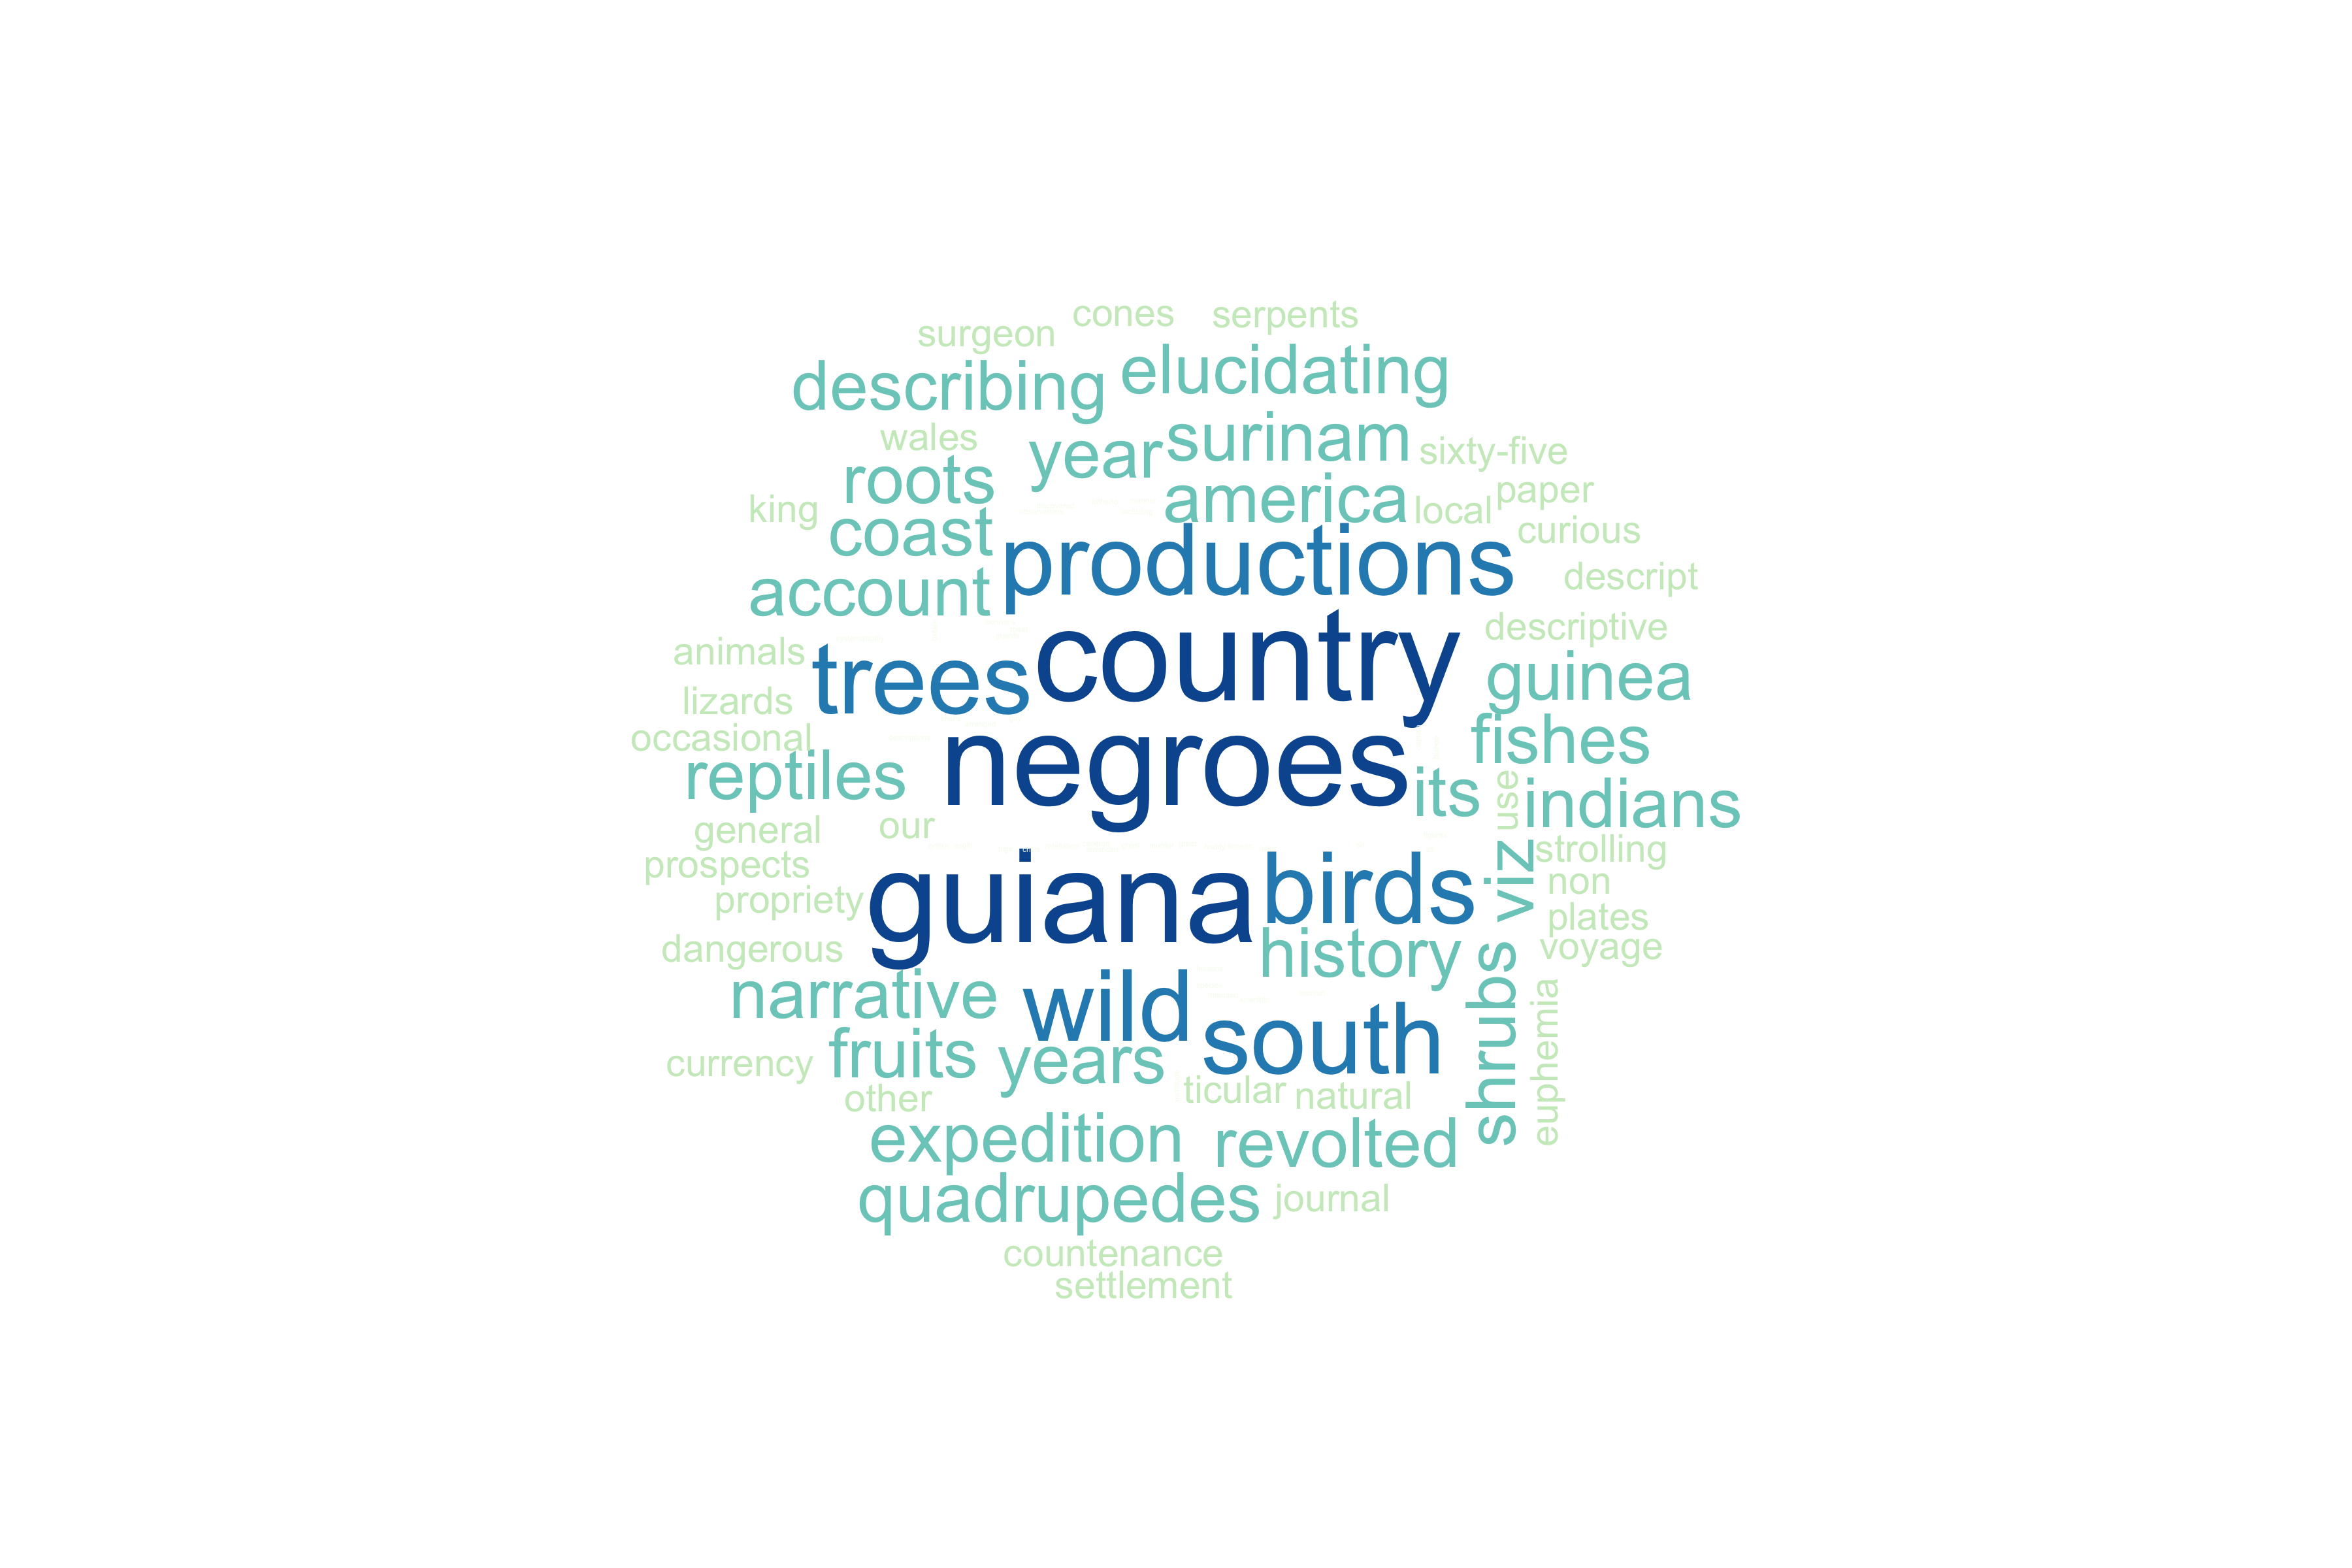 cones serpents
surgeon
describing elucidating
wales year surinam sixty-five
roots america local paper
king coast productions curious
account descript
animals trees country descriptive
lizards guinea
occasional negroes fishes
reptiles its use indians
general our strolling
prospects guiana birds viz non
propriety plates
dangerous history voyage
narrative wild south shrubs euphemia
currency fruits years
other ticular natural
expedition revolted
quadrupedes journal
countenance
settlement